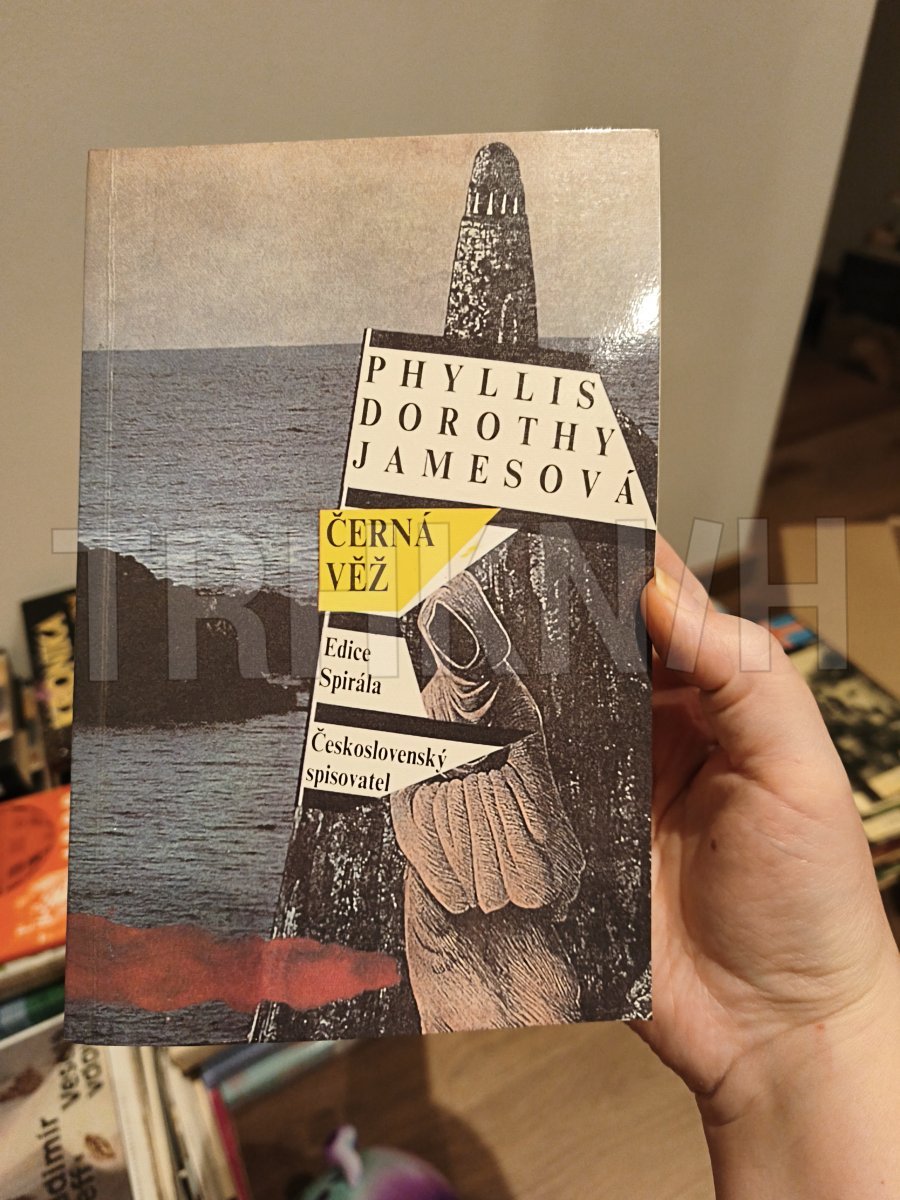 PHYLLIS
DOROTHY
JAMESOVÁ
ČERNÁ
VĚŽ
Edice
Spirála
Československý
spisovatel